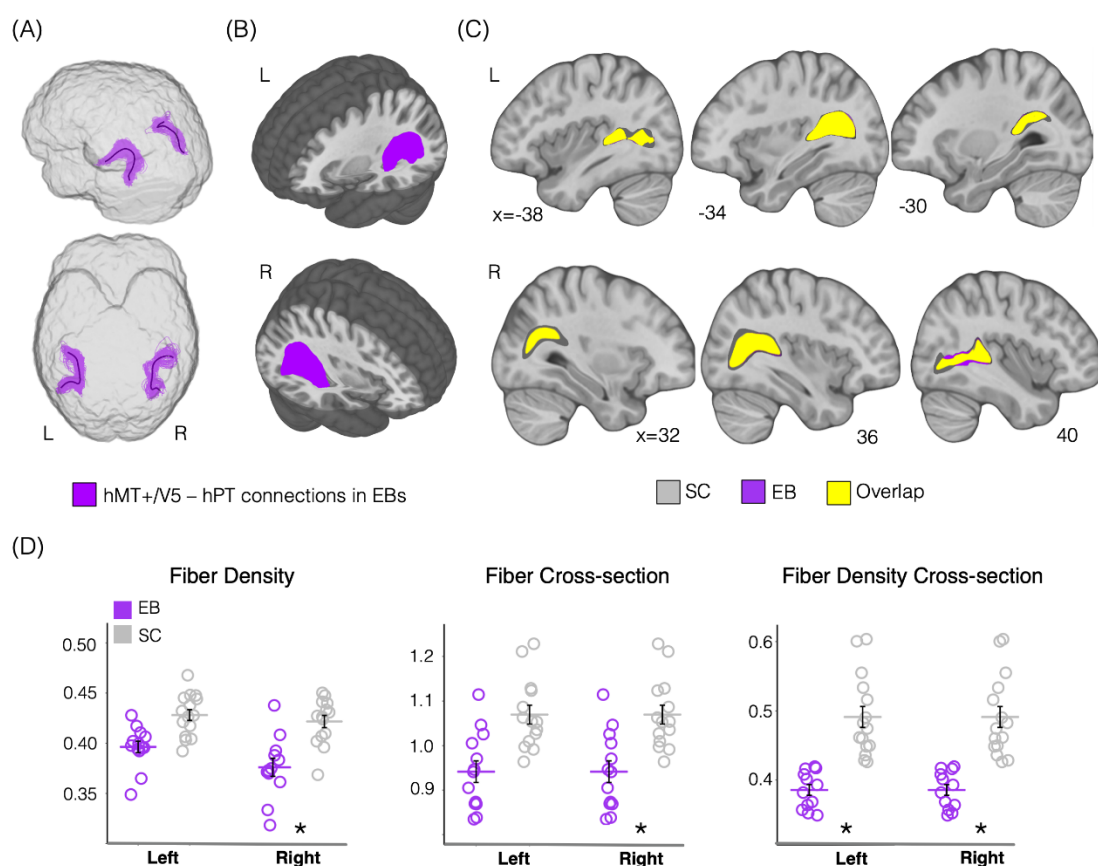 (A)
(B)
(C)
L
L
x=-38
-34
-30
R
R
L
R
x=32
36
40
hMT+/V5 – hPT connections in EBs
SC
EB
Overlap
(D)
Fiber Density
Fiber Cross-section
Fiber Density Cross-section
EB
SC
0.50
0.45
0.40
0.35
1.2
1.1
1.0
0.9
0.6
0.5
0.4
*
*
*
*
Left
Right
Left
Right
Left
Right